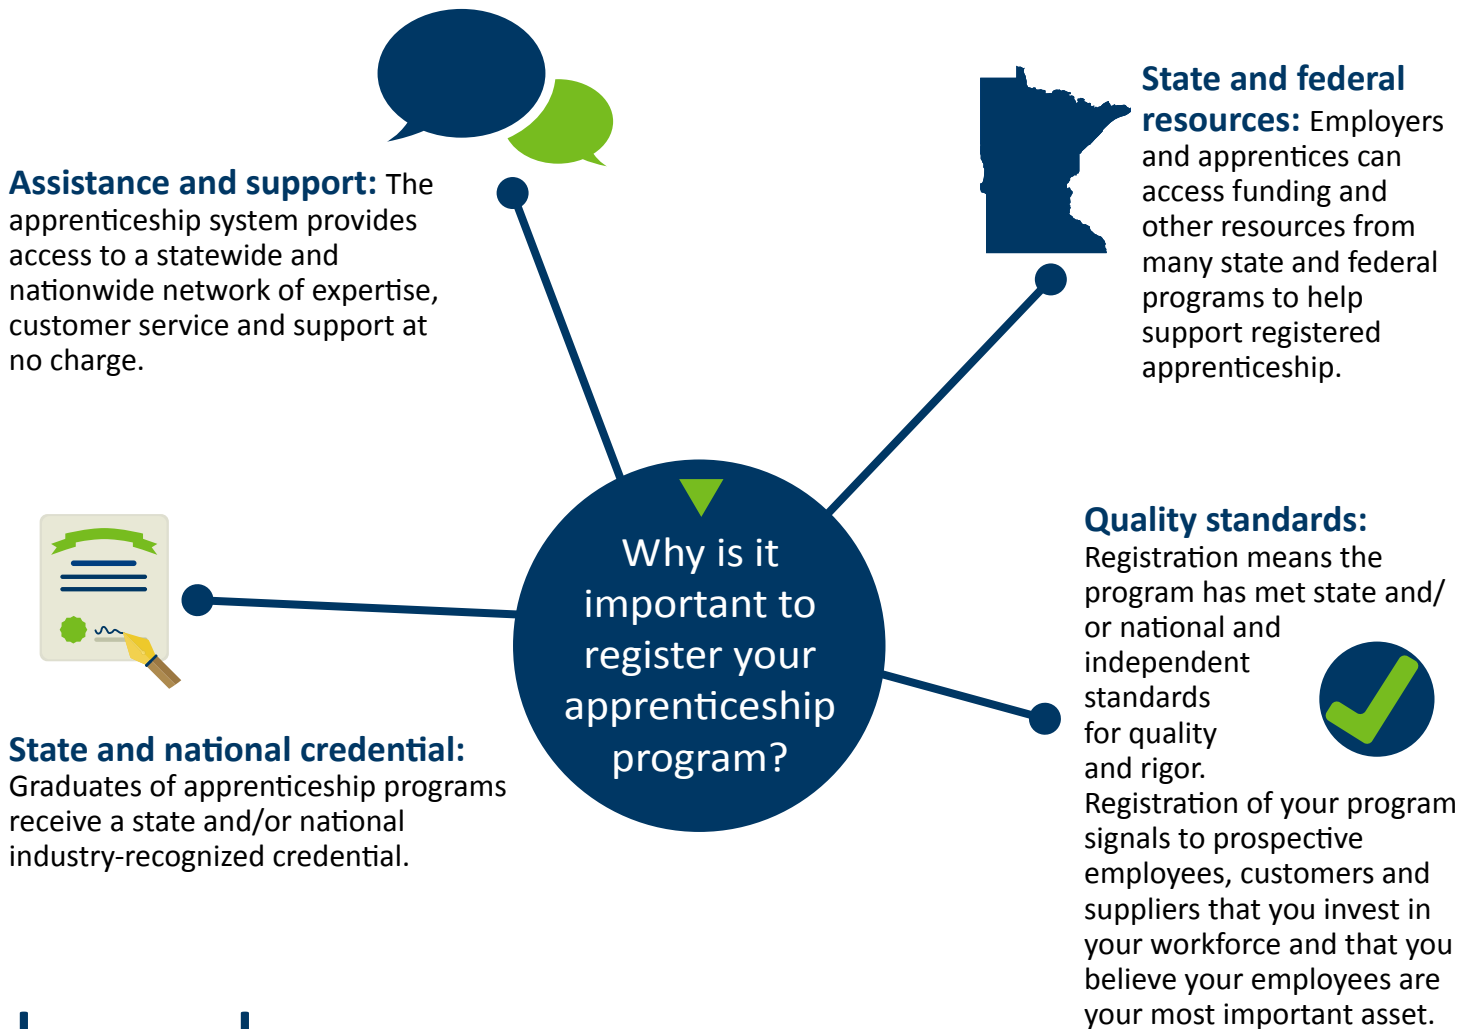 Assistance and support: The
apprenticeship system provides
access to a statewide and
nationwide network of expertise,
customer service and support at
no charge.
State and federal
resources: Employers
and apprentices can
access funding and
other resources from
many state and federal
programs to help
support registered
apprenticeship.
Why is it
important to
register your
apprenticeship
program?
State and national credential:
Graduates of apprenticeship programs
receive a state and/or national
industry-recognized credential.
Quality standards:
Registration means the
program has met state and/
or national and
independent
standards
for quality
and rigor.
Registration of your program
signals to prospective
employees, customers and
suppliers that you invest in
your workforce and that you
believe your employees are
your most important asset.